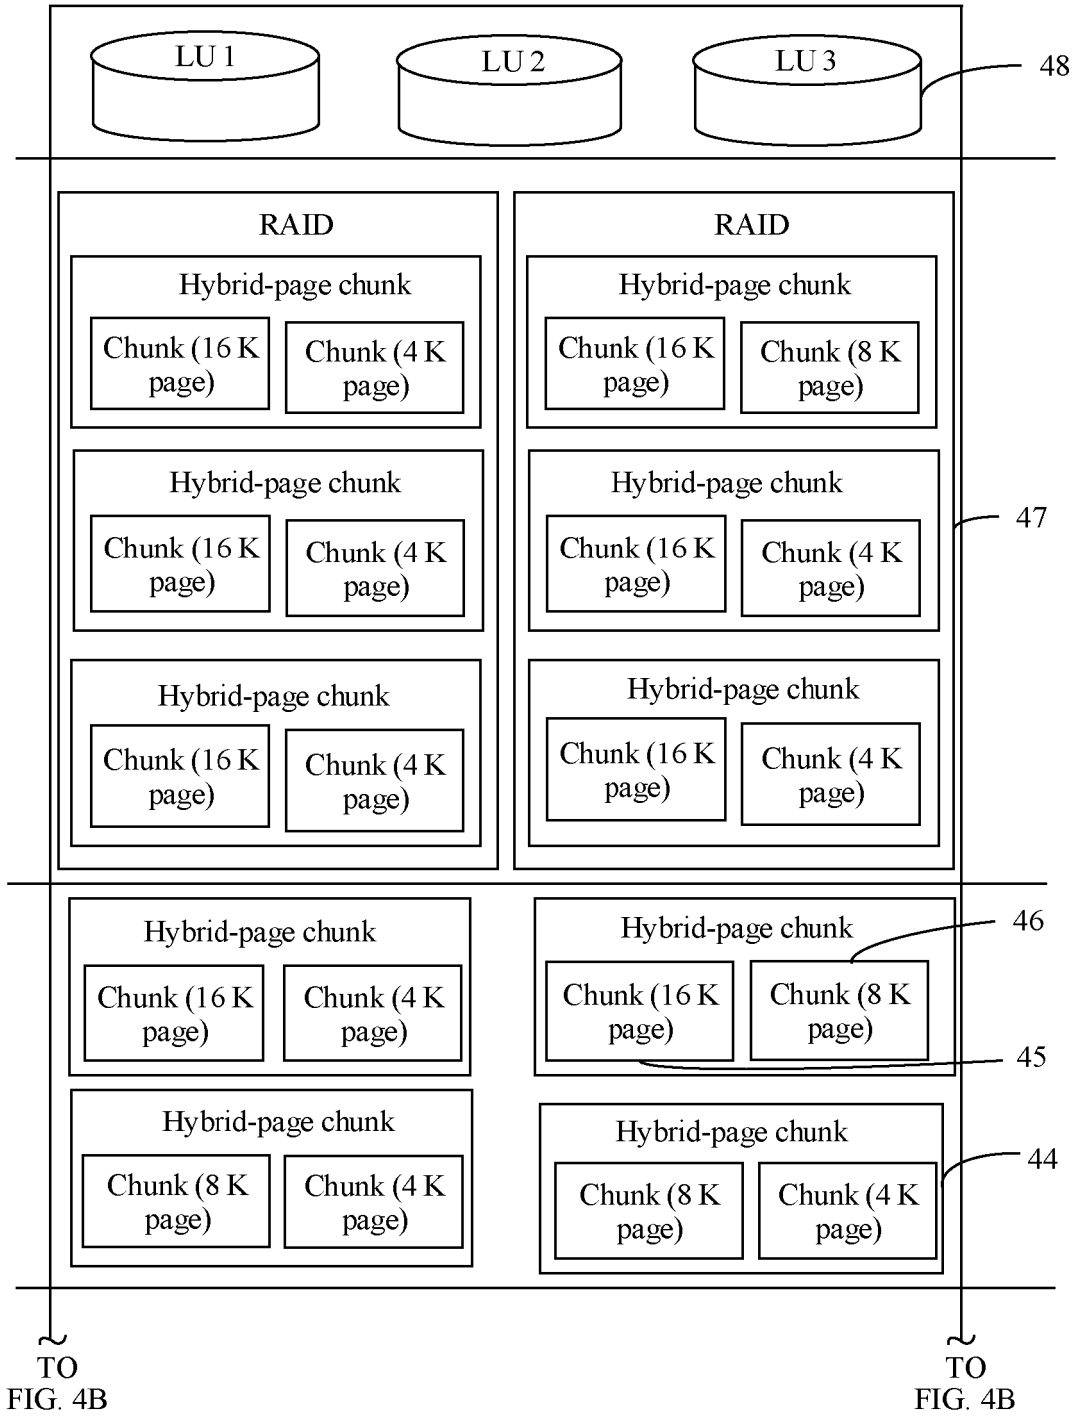 LU 1
LU 2
LU 3
48
RAID
Hybrid-page chunk
Chunk (16 K
page)
Chunk (4 K
page)
Hybrid-page chunk
Chunk (16 K
page)
Chunk (4 K
page)
Hybrid-page chunk
Chunk (16 K
page)
Chunk (4 K
page)
RAID
Hybrid-page chunk
Chunk (16 K
page)
Chunk (8 K
page)
Hybrid-page chunk
Chunk (16 K
page)
Chunk (4 K
page)
Hybrid-page chunk
Chunk (16 K
page)
Chunk (4 K
page)
47
Hybrid-page chunk
Chunk (16 K
page)
Chunk (4 K
page)
Hybrid-page chunk
Chunk (16 K
page)
Chunk (8 K
page)
46
45
Hybrid-page chunk
Chunk (8 K
page)
Chunk (4 K
page)
Hybrid-page chunk
Chunk (8 K
page)
Chunk (4 K
page)
44
TO
FIG. 4B
TO
FIG. 4B